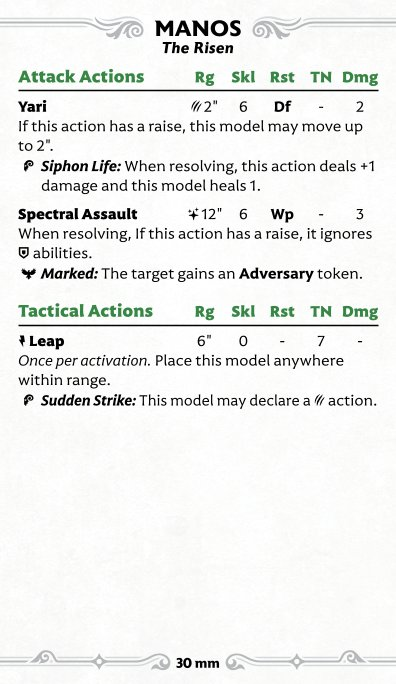 MANOS
The Risen
Attack Actions Rg Skl Rst TN Dmg
Yari 2" 6 Df - 2
If this action has a raise, this model may move up
to 2".
Siphon Life: When resolving, this action deals +1
damage and this model heals 1.
Spectral Assault 12" 6 Wp - 3
When resolving, If this action has a raise, it ignores
abilities.
Marked: The target gains an Adversary token.
Tactical Actions Rg Skl Rst TN Dmg
Leap 6" 0 - 7 -
Once per activation. Place this model anywhere
within range.
Sudden Strike: This model may declare a action.
30 mm